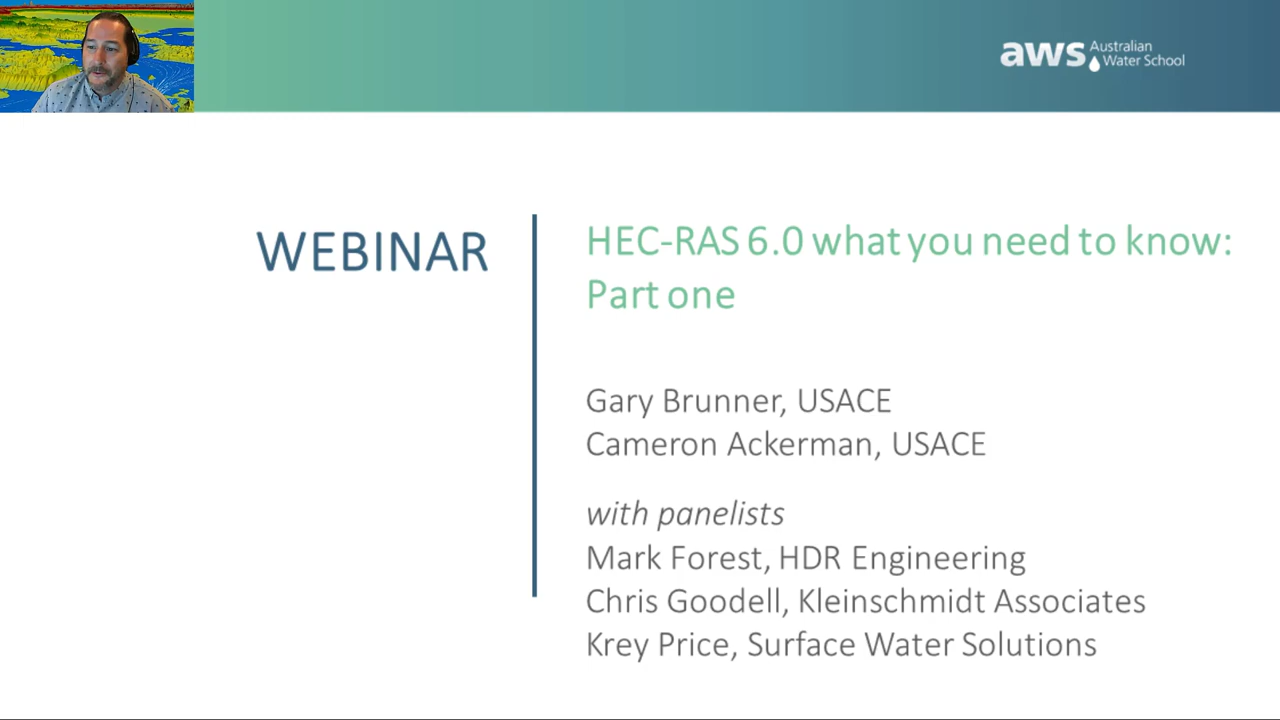 aws Australian
Water School
WEBINAR
HEC-RAS 6.0 what you need to know:
Part one
Gary Brunner, USACE
Cameron Ackerman, USACE
with panelists
Mark Forest, HDR Engineering
Chris Goodell, Kleinschmidt Associates
Krey Price, Surface Water Solutions